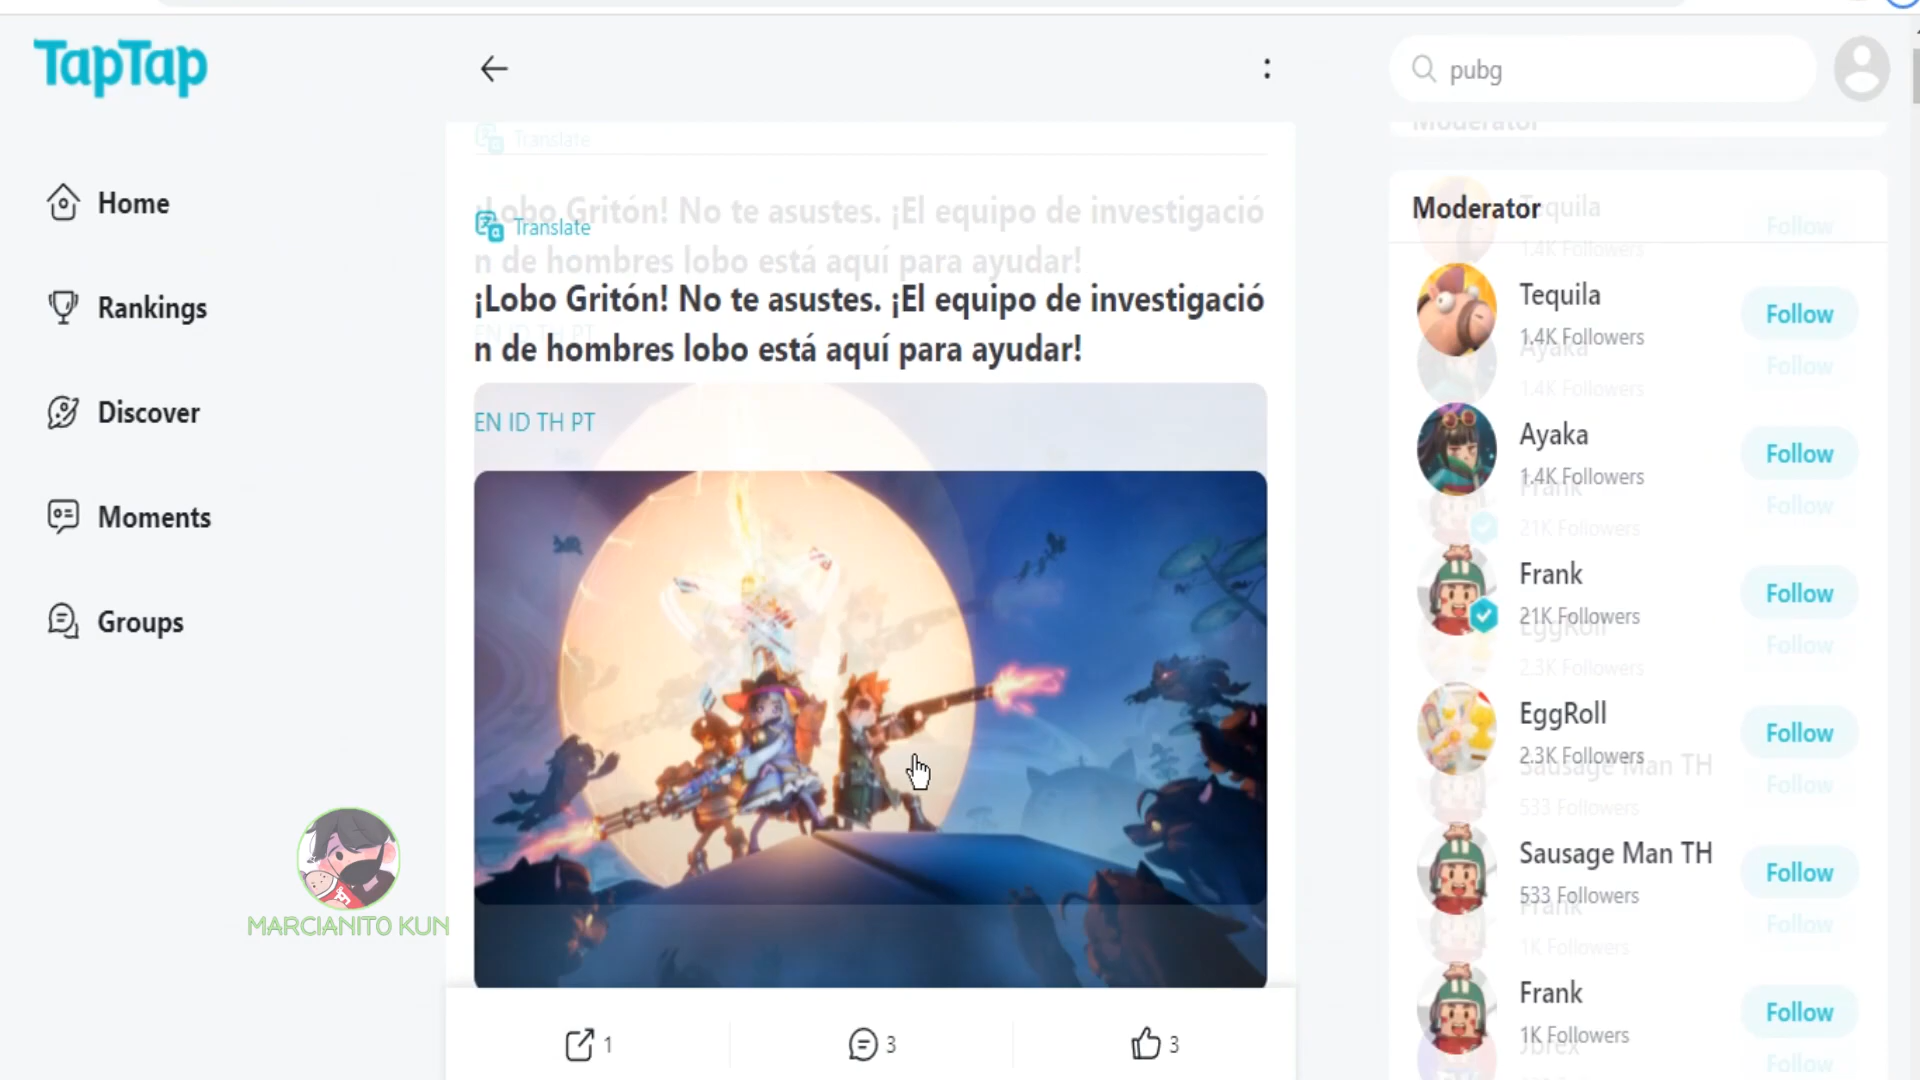 TapTap
pubg
Home
Rankings
Discover
Moments
Groups
Translate
¡Lobo Gritón! No te asustes. ¡El equipo de investigació
n de hombres lobo está aquí para ayudar!
EN ID TH PT
1
3
3
Moderator
Tequila
1.4K Followers
Follow
Ayaka
1.4K Followers
Follow
Frank
21K Followers
Follow
EggRoll
2.3K Followers
Follow
Sausage Man TH
533 Followers
Follow
Frank
1K Followers
Follow
MARCIANITO KUN